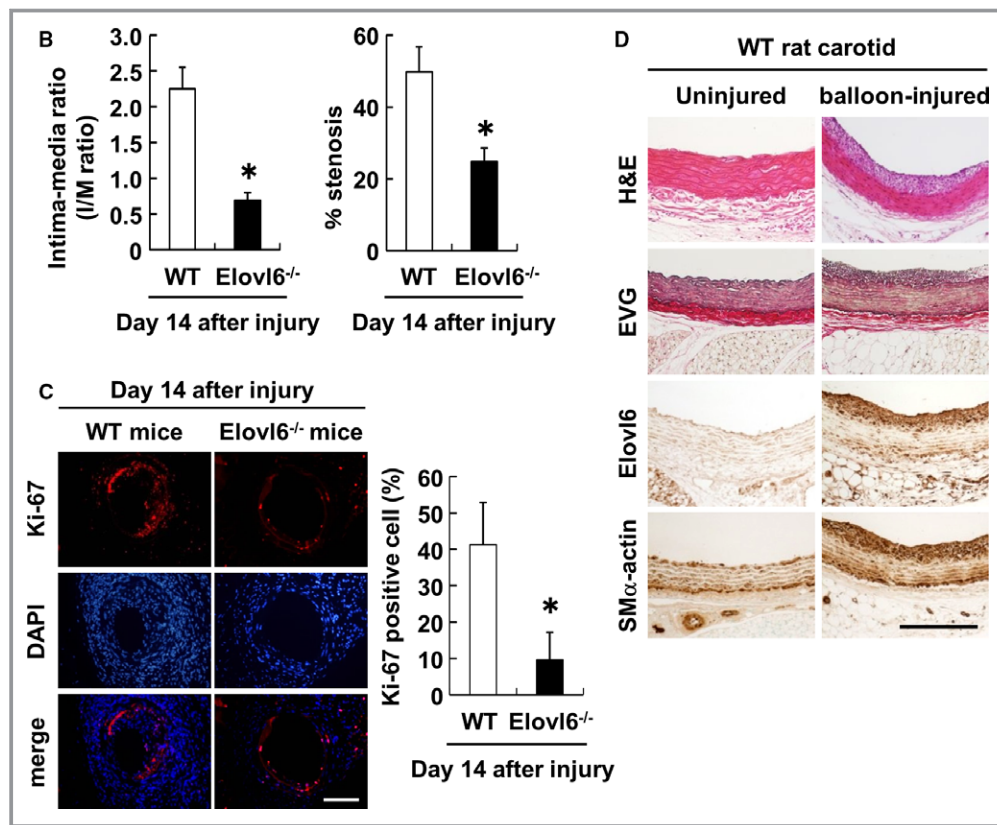 B
3.0
2.5
2.0
1.5
1.0
0.5
0
Intima-media ratio
(I/M ratio)
*
WT Elovl6-/-
Day 14 after injury
60
40
20
0
% stenosis
*
WT Elovl6-/-
Day 14 after injury
C
Day 14 after injury
WT mice Elovl6-/- mice
Ki-67
DAPI
merge
60
50
40
30
20
10
0
Ki-67 positive cell (%)
*
WT Elovl6-/-
Day 14 after injury
D
WT rat carotid
Uninjured balloon-injured
H&E
EVG
Elovl6
SMα-actin